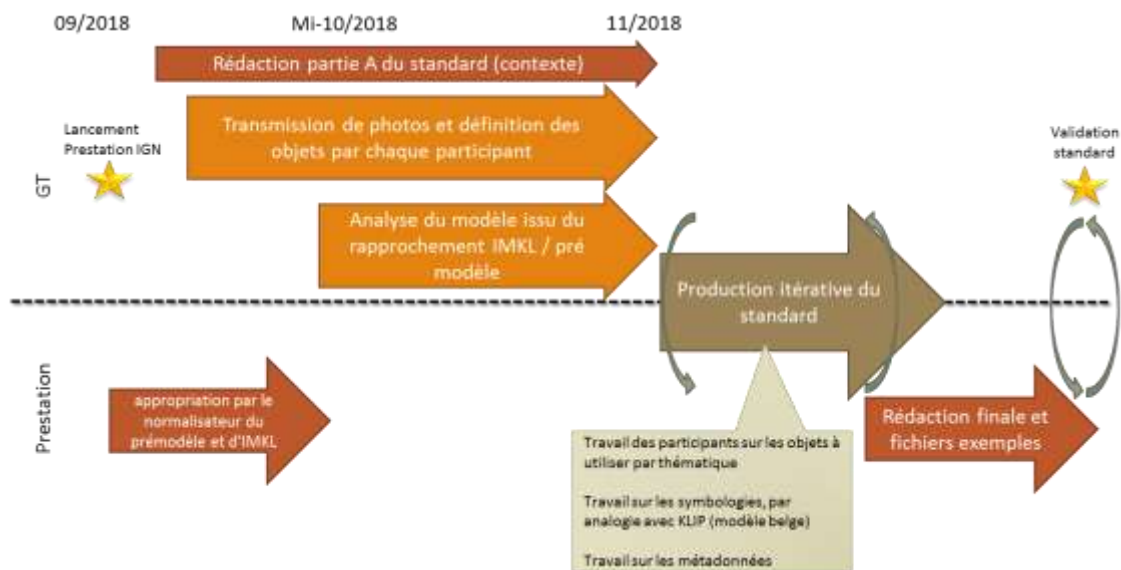 09/2018
Mi-10/2018
11/2018
Rédaction partie A du standard (contexte)
Transmission de photos et définition des
objets par chaque participant
Lancement
Prestation IGN
Validation
standard
GT
Analyse du modèle issu du
rapprochement IMKL / pré
modèle
Production itérative du
standard
Prestation
appropriation par le
normalisateur du
prémodèle et d'IMKL
Rédaction finale et
fichiers exemples
Travail des participants sur les objets à
utiliser par thématique
Travail sur les symbologies, par
analogie avec KLIP (modèle belge)
Travail sur les métadonnées